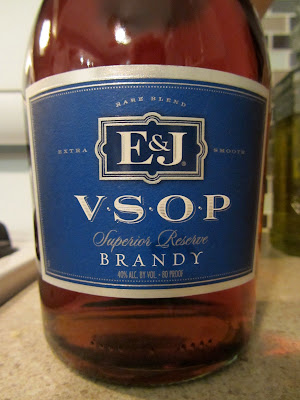 RARE BLEND
EXTRA E&J SMOOTH
V·S·O·P
Superior Reserve
BRANDY
40% ALC. BY VOL. • 80 PROOF